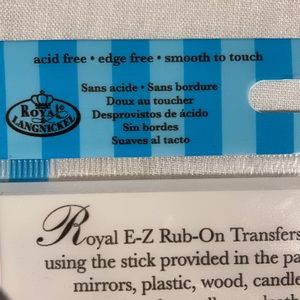 acid free • edge free • smooth to touch
Sans acide • Sans bordure
Doux au toucher
Desprovistos de ácido
Sin bordes
Suaves al tacto
ROYAL
LANGNICKEL
Royal E-Z Rub-On Transfers
using the stick provided in the pa
mirrors, plastic, wood, candle